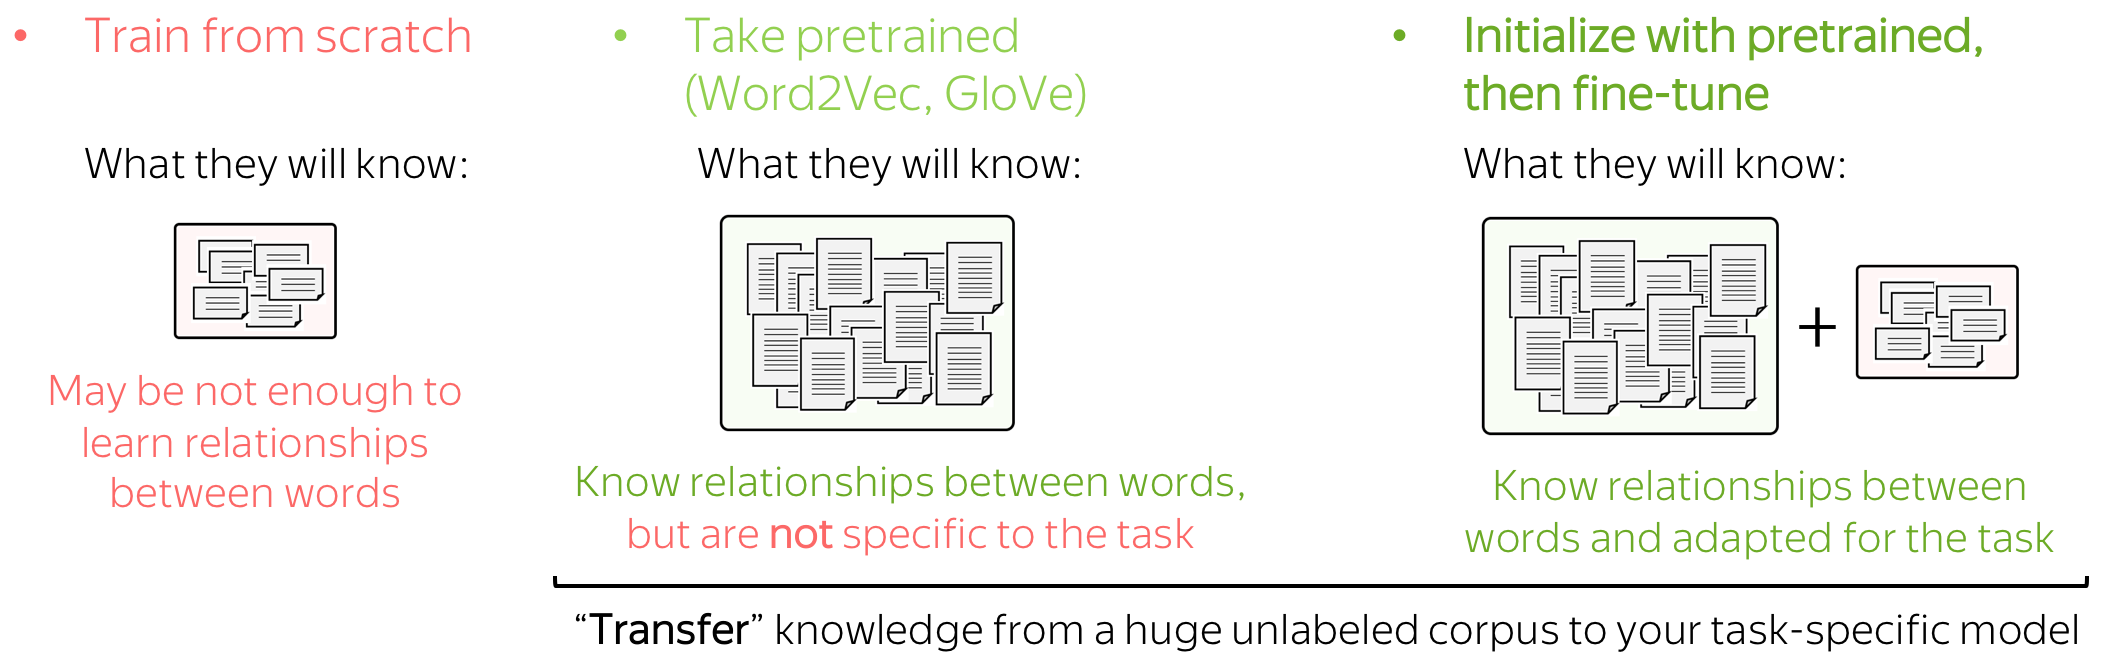 • Train from scratch
What they will know:
May be not enough to
learn relationships
between words
• Take pretrained
(Word2Vec, GloVe)
What they will know:
Know relationships between words,
but are not specific to the task
• Initialize with pretrained,
then fine-tune
What they will know:
+
Know relationships between
words and adapted for the task
“Transfer” knowledge from a huge unlabeled corpus to your task-specific model